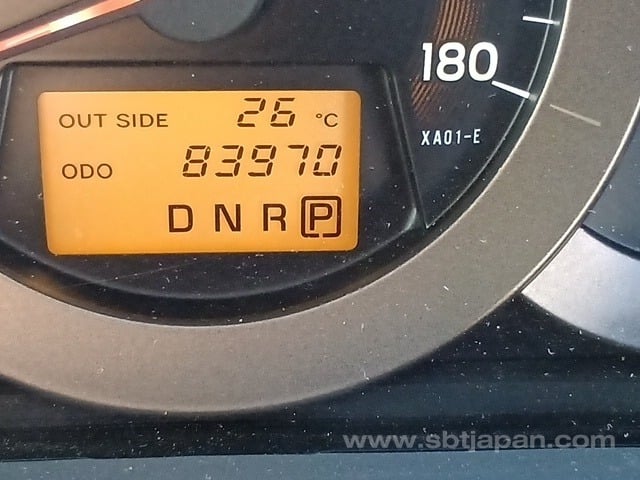 180
OUT SIDE 26 °C
XA01-E
ODO 83970
D N R P
www.sbtjapan.com